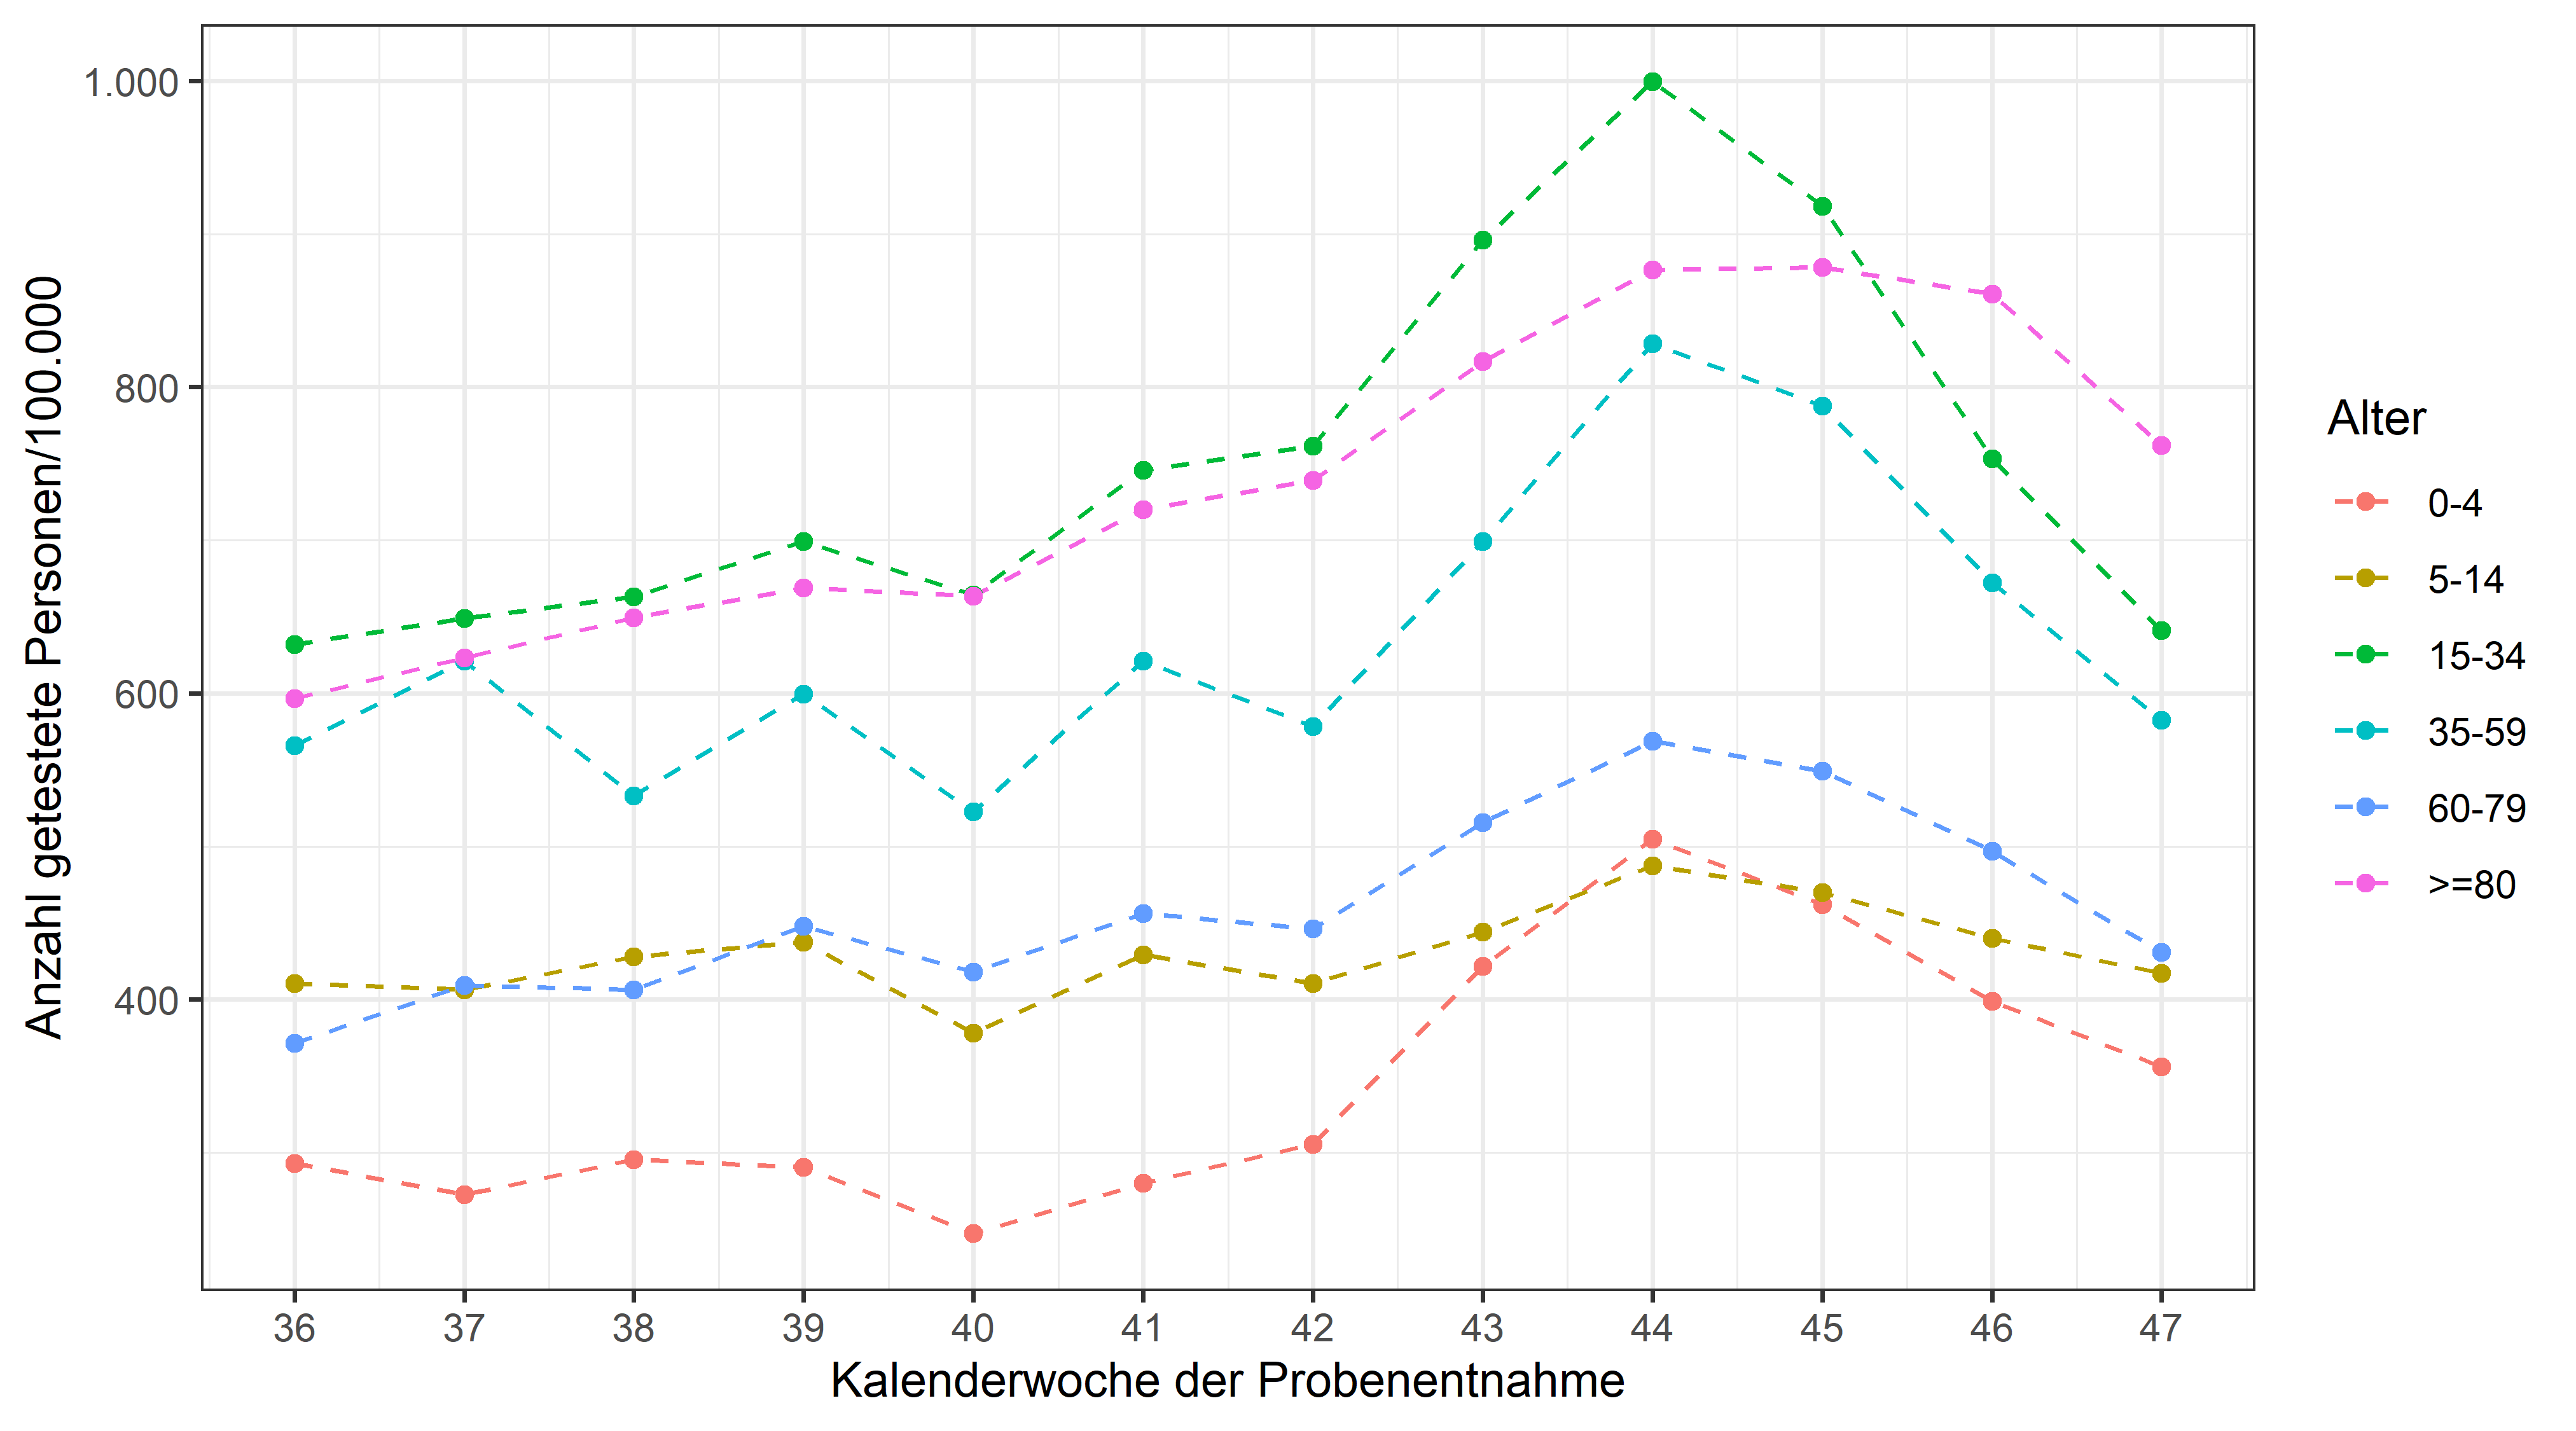 Anzahl getestete Personen/100.000
1.000
800
600
400
36 37 38 39 40 41 42 43 44 45 46 47
Kalenderwoche der Probenentnahme
Alter
0-4
5-14
15-34
35-59
60-79
>=80